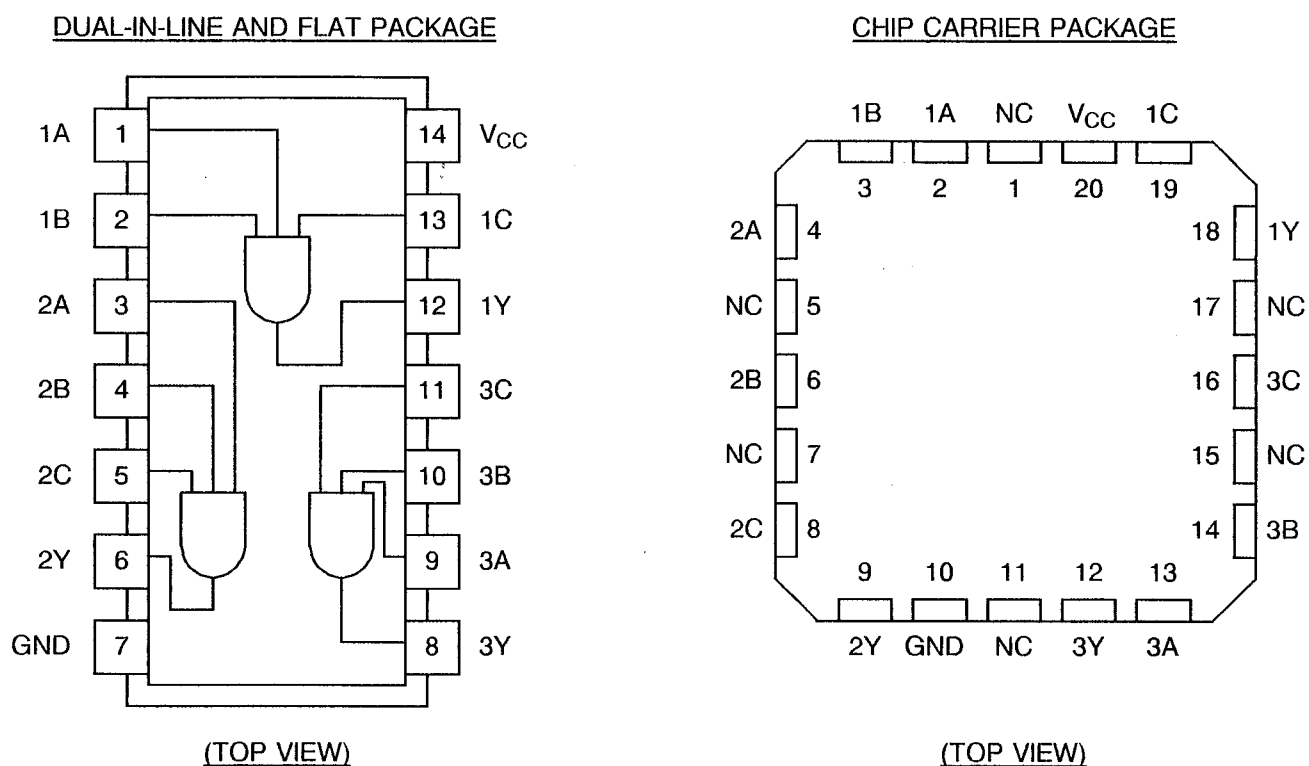 DUAL-IN-LINE AND FLAT PACKAGE
1A 1 14 VCC
1B 2 13 1C
2A 3 12 1Y
2B 4 11 3C
2C 5 10 3B
2Y 6 9 3A
GND 7 8 3Y
(TOP VIEW)
CHIP CARRIER PACKAGE
1B 1A NC VCC 1C
3 2 1 20 19
2A 4 18 1Y
NC 5 17 NC
2B 6 16 3C
NC 7 15 NC
2C 8 14 3B
9 10 11 12 13
2Y GND NC 3Y 3A
(TOP VIEW)